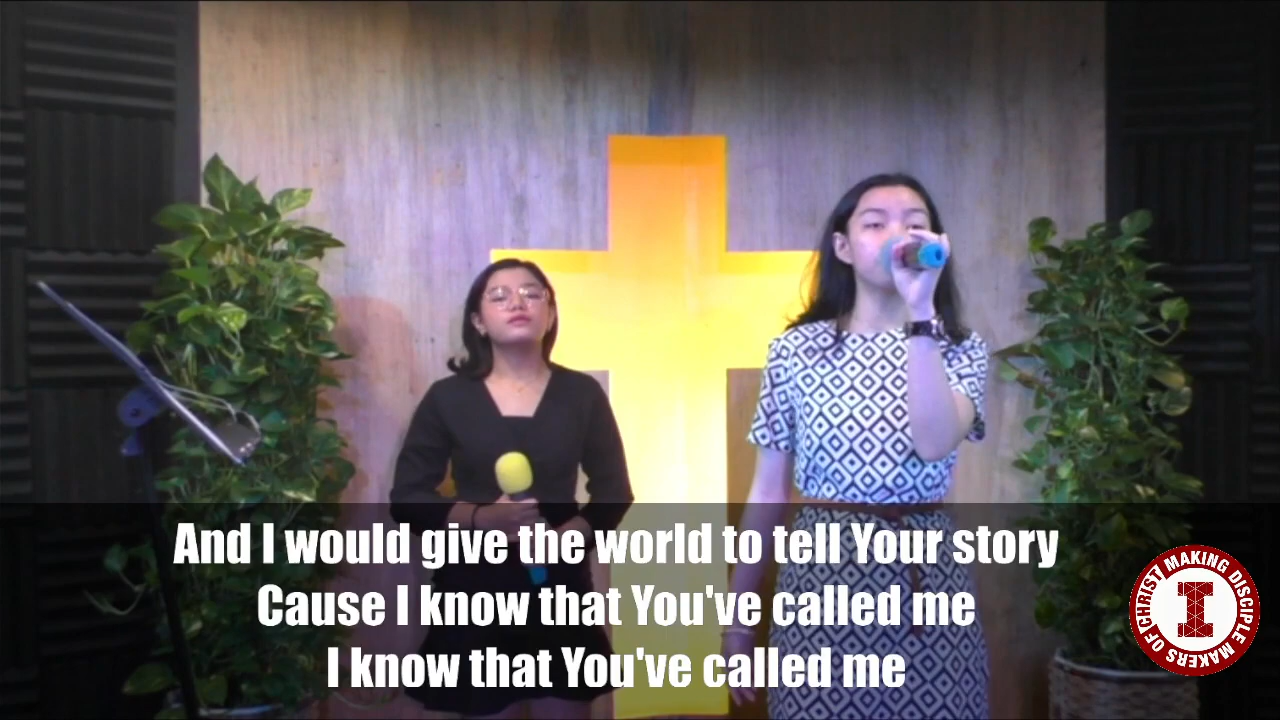 And I would give the world to tell Your story
Cause I know that You've called me
I know that You've called me
MAKING DISCIPLE MAKERS OF CHRIST
I